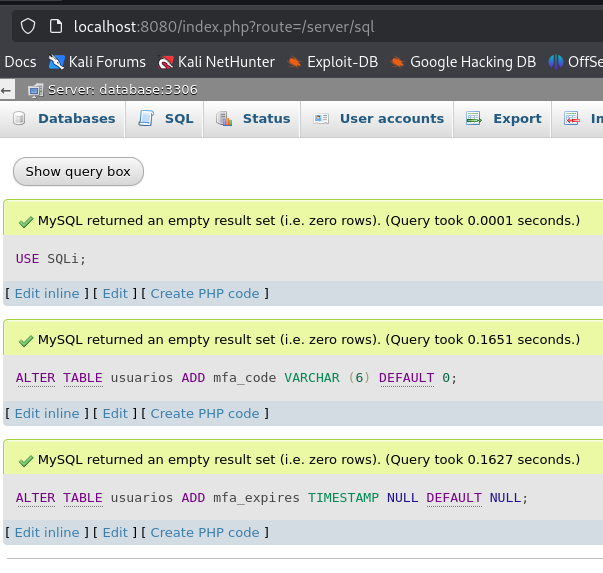 localhost:8080/index.php?route=/server/sql
Docs Kali Forums Kali NetHunter Exploit-DB Google Hacking DB OffSe
Server: database:3306
Databases SQL Status User accounts Export In
Show query box
MySQL returned an empty result set (i.e. zero rows). (Query took 0.0001 seconds.)
USE SQLi;
[ Edit inline ] [ Edit ] [ Create PHP code ]
MySQL returned an empty result set (i.e. zero rows). (Query took 0.1651 seconds.)
ALTER TABLE usuarios ADD mfa_code VARCHAR (6) DEFAULT 0;
[ Edit inline ] [ Edit ] [ Create PHP code ]
MySQL returned an empty result set (i.e. zero rows). (Query took 0.1627 seconds.)
ALTER TABLE usuarios ADD mfa_expires TIMESTAMP NULL DEFAULT NULL;
[ Edit inline ] [ Edit ] [ Create PHP code ]